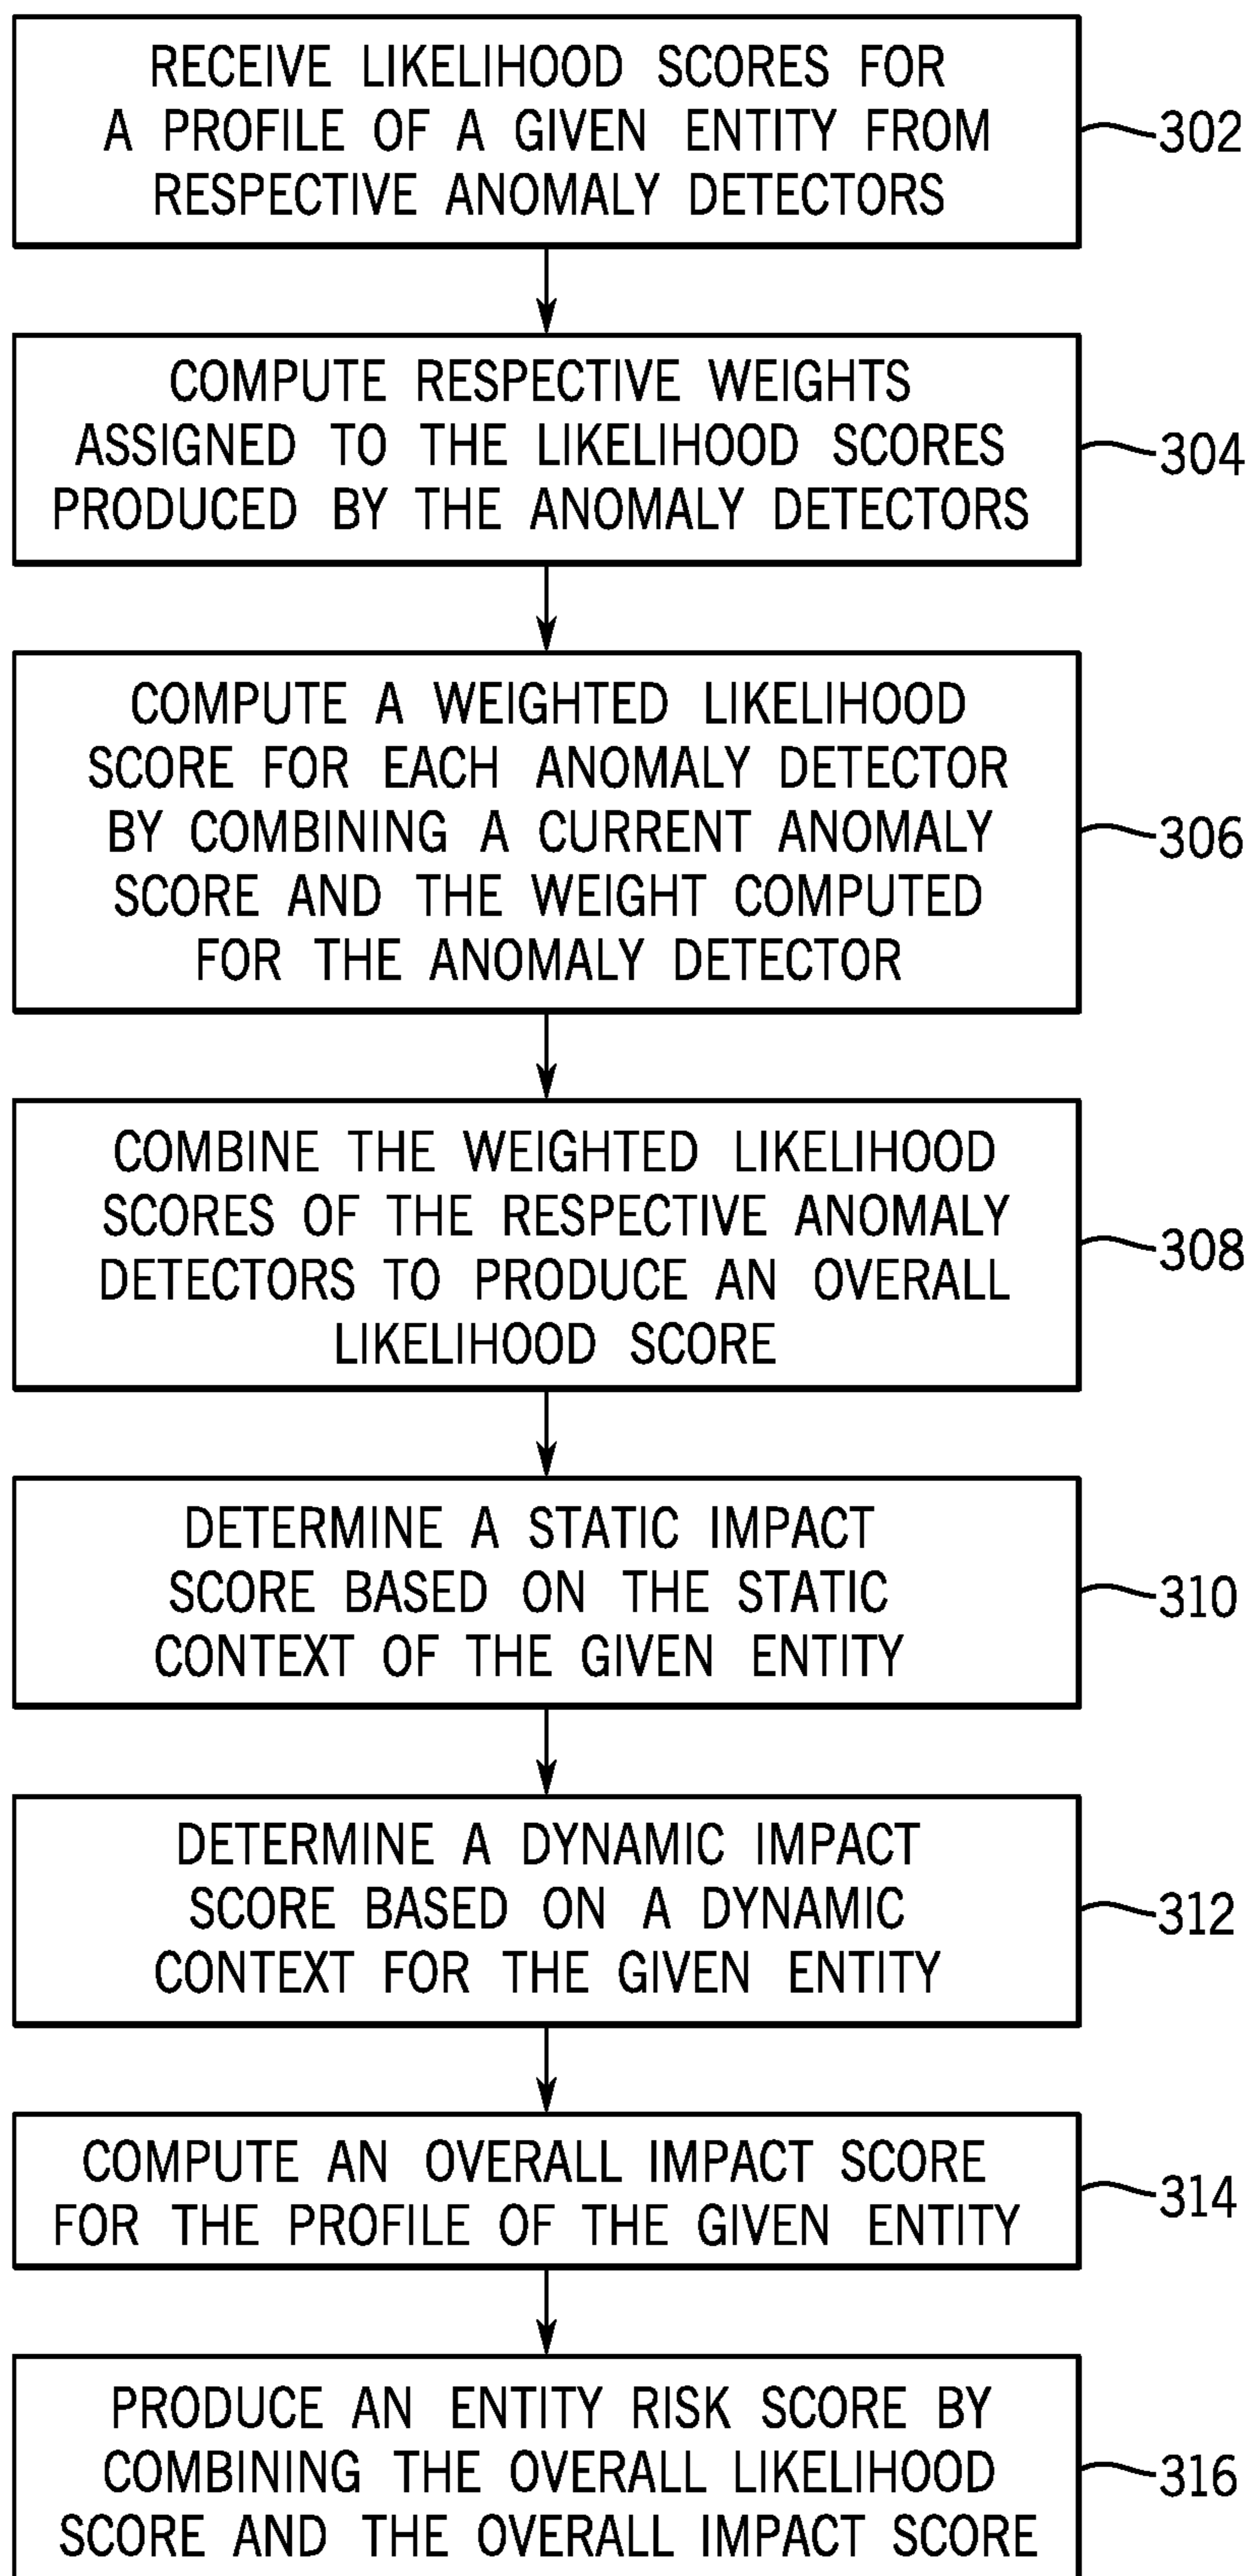 RECEIVE LIKELIHOOD SCORES FOR
A PROFILE OF A GIVEN ENTITY FROM
RESPECTIVE ANOMALY DETECTORS
302
COMPUTE RESPECTIVE WEIGHTS
ASSIGNED TO THE LIKELIHOOD SCORES
PRODUCED BY THE ANOMALY DETECTORS
304
COMPUTE A WEIGHTED LIKELIHOOD
SCORE FOR EACH ANOMALY DETECTOR
BY COMBINING A CURRENT ANOMALY
SCORE AND THE WEIGHT COMPUTED
FOR THE ANOMALY DETECTOR
306
COMBINE THE WEIGHTED LIKELIHOOD
SCORES OF THE RESPECTIVE ANOMALY
DETECTORS TO PRODUCE AN OVERALL
LIKELIHOOD SCORE
308
DETERMINE A STATIC IMPACT
SCORE BASED ON THE STATIC
CONTEXT OF THE GIVEN ENTITY
310
DETERMINE A DYNAMIC IMPACT
SCORE BASED ON A DYNAMIC
CONTEXT FOR THE GIVEN ENTITY
312
COMPUTE AN OVERALL IMPACT SCORE
FOR THE PROFILE OF THE GIVEN ENTITY
314
PRODUCE AN ENTITY RISK SCORE BY
COMBINING THE OVERALL LIKELIHOOD
SCORE AND THE OVERALL IMPACT SCORE
316